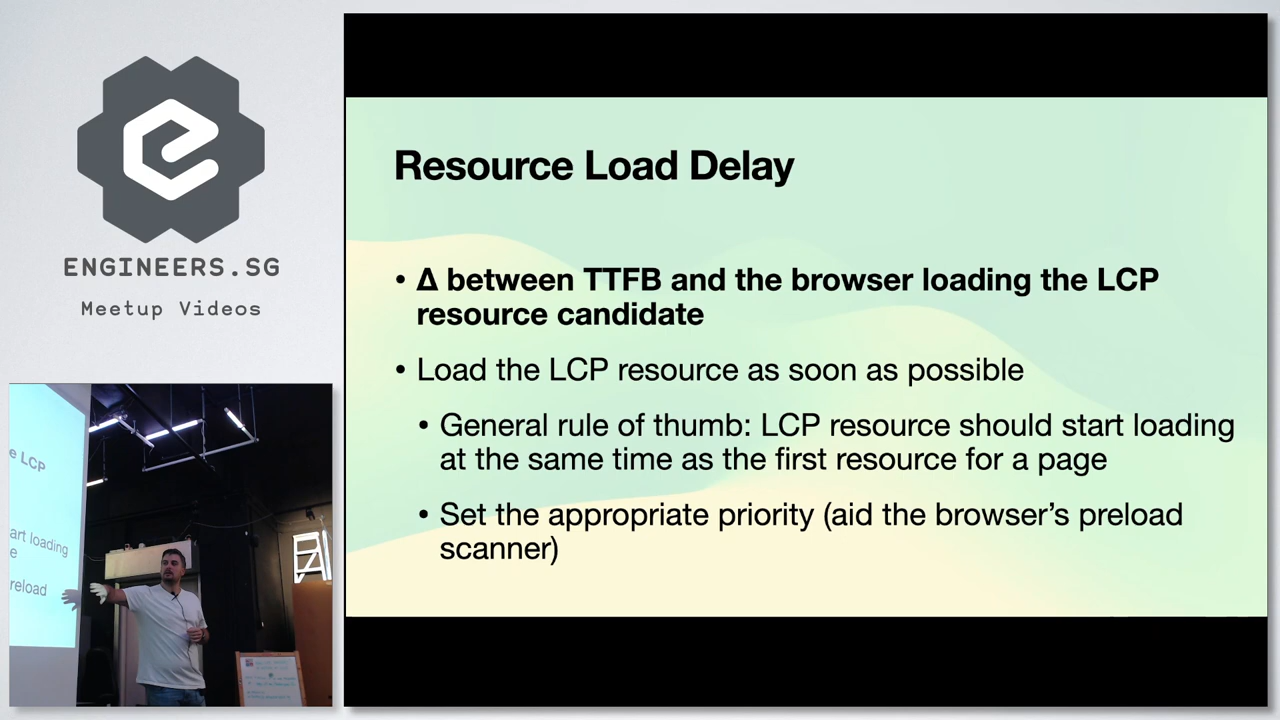 ENGINEERS.SG
Meetup Videos
Resource Load Delay
• Δ between TTFB and the browser loading the LCP
resource candidate
• Load the LCP resource as soon as possible
• General rule of thumb: LCP resource should start loading
at the same time as the first resource for a page
• Set the appropriate priority (aid the browser’s preload
scanner)
e LCP
art loading
e
reload